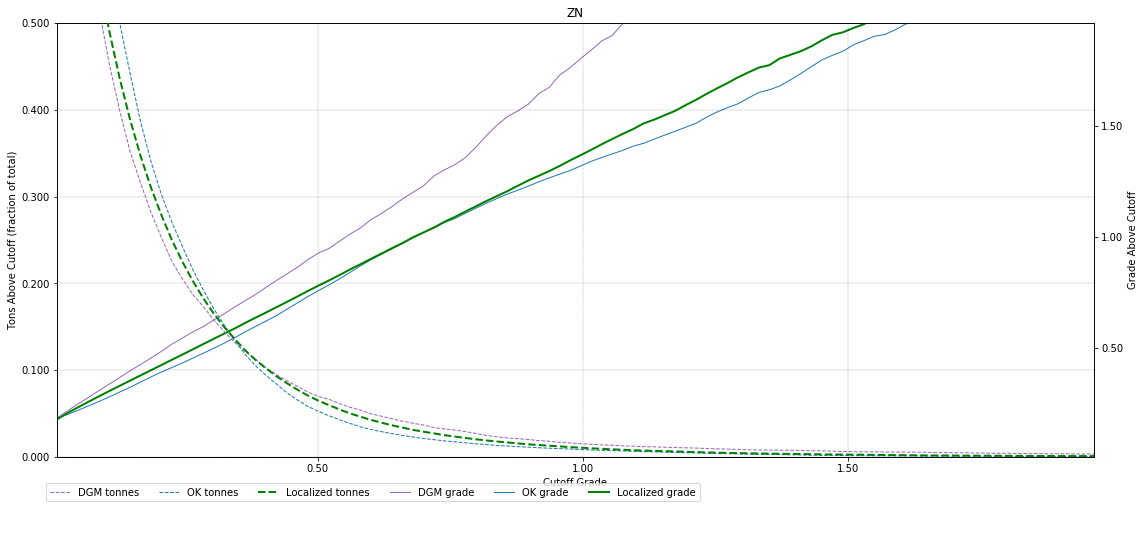 ZN
0.500
0.400
0.300
0.200
0.100
0.000
Tons Above Cutoff (fraction of total)
1.50
1.00
0.50
Grade Above Cutoff
0.50 1.00 1.50
Cutoff Grade
DGM tonnes OK tonnes Localized tonnes DGM grade OK grade Localized grade